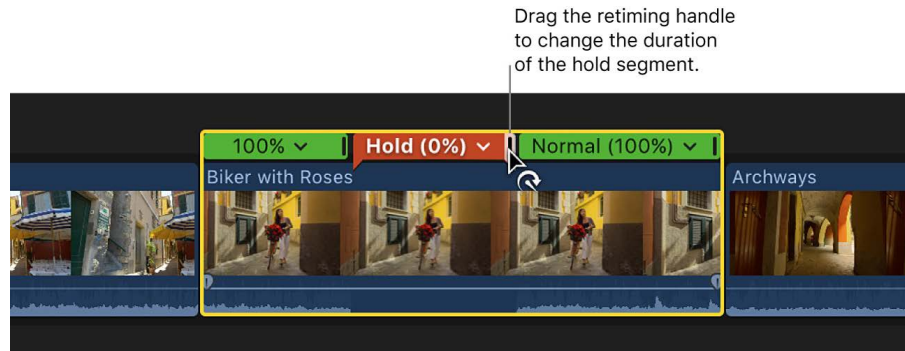 Drag the retiming handle
to change the duration
of the hold segment.
100% Hold (0%) Normal (100%)
Biker with Roses Archways